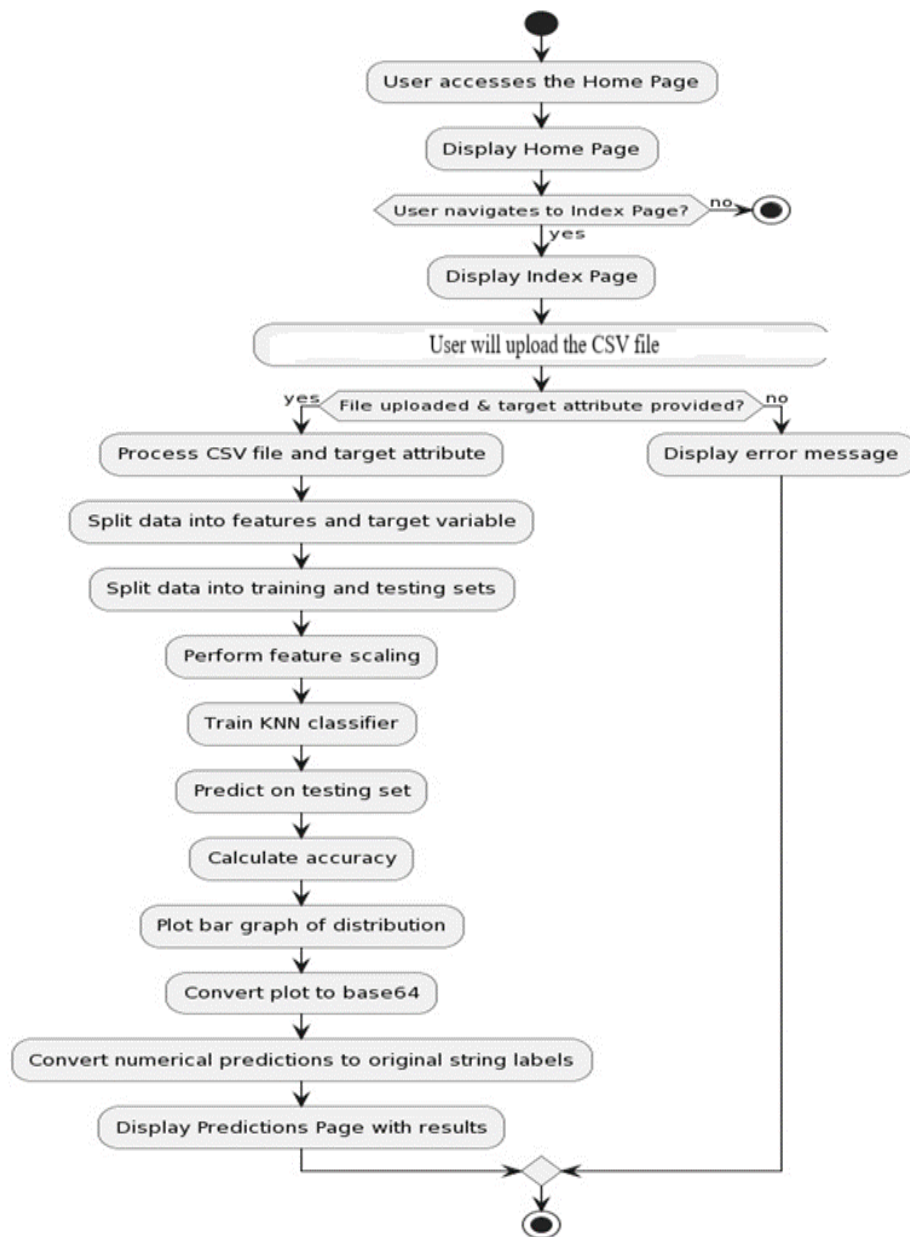 User accesses the Home Page
Display Home Page
User navigates to Index Page?
no
yes
Display Index Page
User will upload the CSV file
yes
File uploaded & target attribute provided?
no
Process CSV file and target attribute
Display error message
Split data into features and target variable
Split data into training and testing sets
Perform feature scaling
Train KNN classifier
Predict on testing set
Calculate accuracy
Plot bar graph of distribution
Convert plot to base64
Convert numerical predictions to original string labels
Display Predictions Page with results